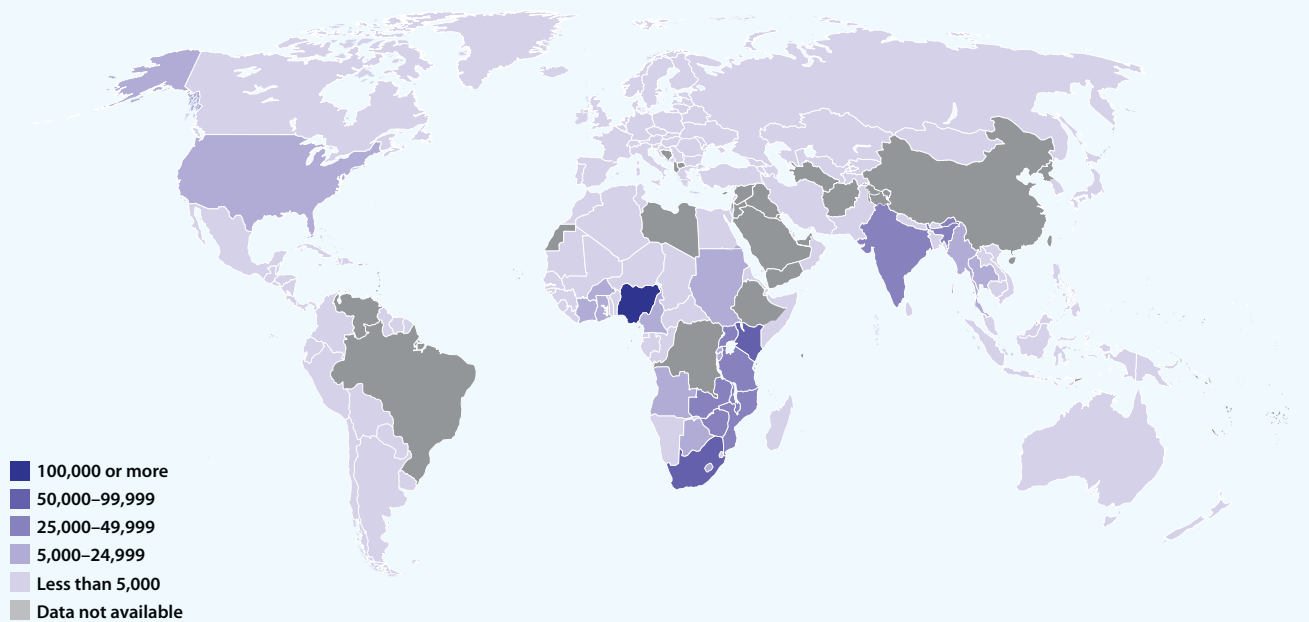 100,000 or more
50,000–99,999
25,000–49,999
5,000–24,999
Less than 5,000
Data not available